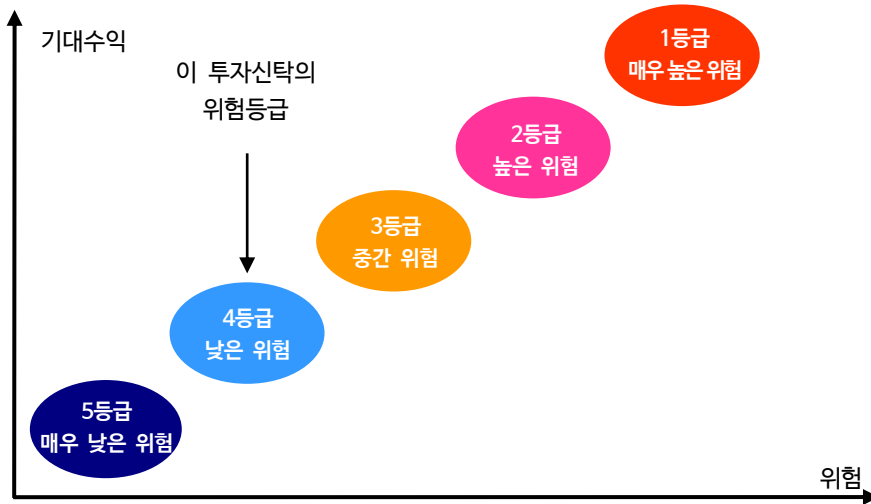 기대수익
1등급
매우 높은 위험
이 투자신탁의
위험등급
2등급
높은 위험
3등급
중간 위험
4등급
낮은 위험
5등급
매우 낮은 위험
위험